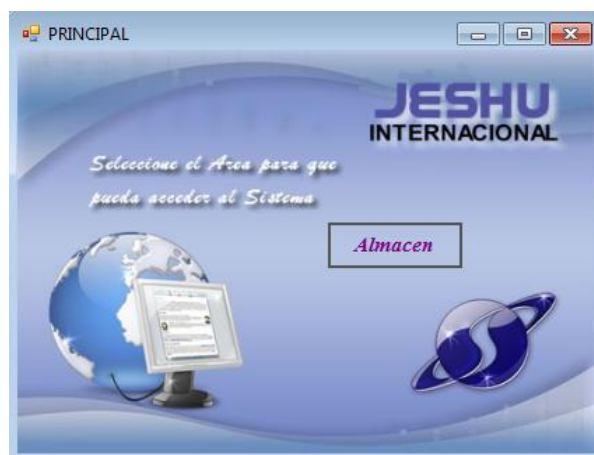 PRINCIPAL
JESHU
INTERNACIONAL
Seleccione el Area para que
pueda acceder al Sistema
Almacen
S